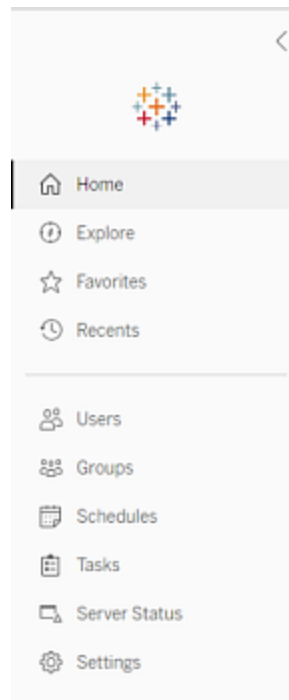 Home
Explore
Favorites
Recents
Users
Groups
Schedules
Tasks
Server Status
Settings